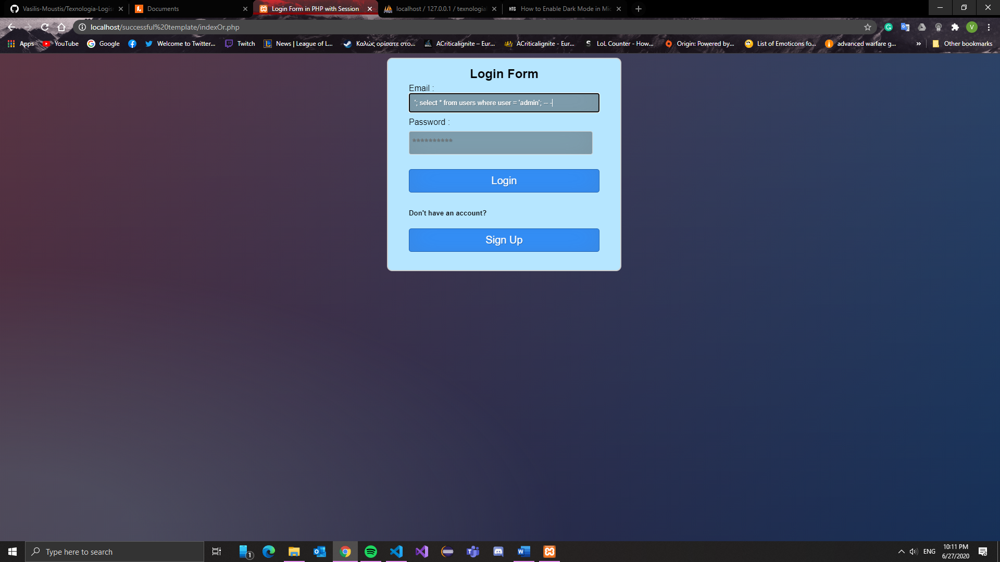 Vasilis-Moustis/Texnologia-Logis
Documents
Login Form in PHP with Session
localhost / 127.0.0.1 / texnologia
HTG How to Enable Dark Mode in Mic
localhost/successful%20template/indexOr.php
V
Apps YouTube Google Welcome to Twitter... Twitch News | League of L... Καλώς ορίσατε στο... ACriticalignite – Eur... ACriticalignite - Eur... S LoL Counter - How... Origin: Powered by... List of Emoticons fo... advanced warfare g... » Other bookmarks
Login Form
Email :
'; select * from users where user = 'admin'; -- -
Password :
**********
Login
Don't have an account?
Sign Up
Type here to search
1
ENG
10:11 PM
6/27/2020